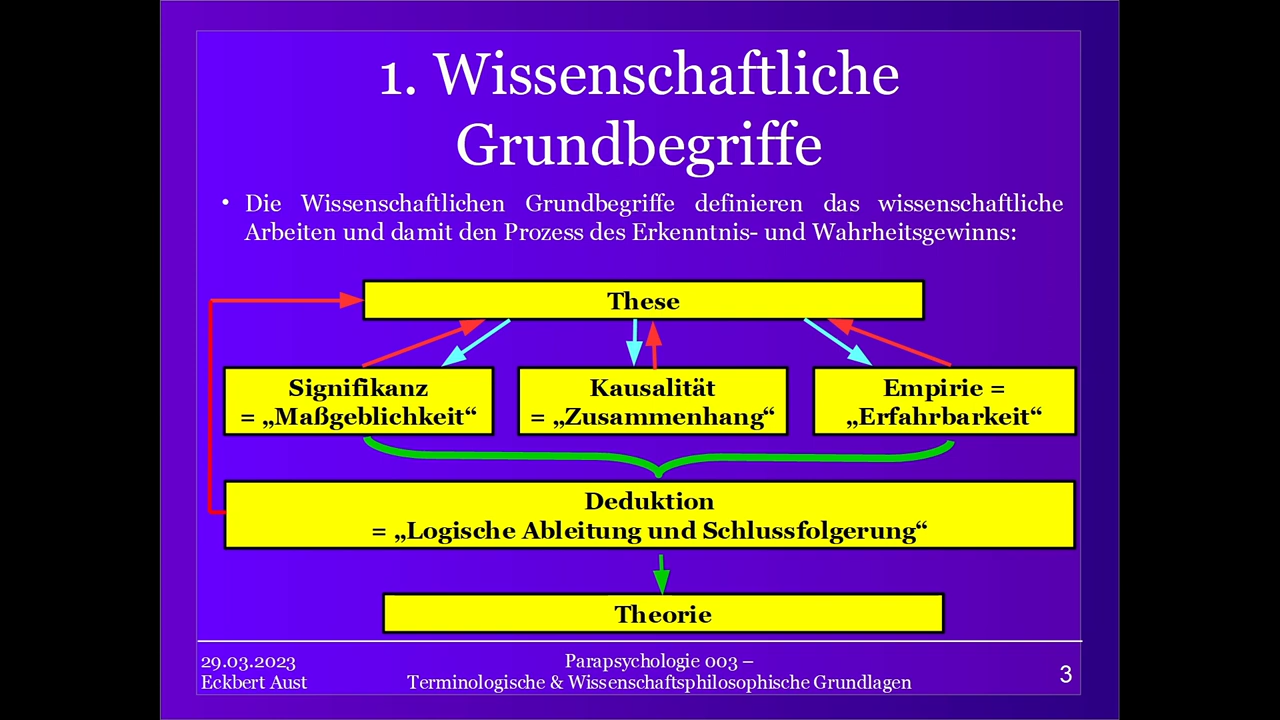 1. Wissenschaftliche
Grundbegriffe
• Die Wissenschaftlichen Grundbegriffe definieren das wissenschaftliche
Arbeiten und damit den Prozess des Erkenntnis- und Wahrheitsgewinns:
These
Signifikanz
= „Maßgeblichkeit“
Kausalität
= „Zusammenhang“
Empirie =
„Erfahrbarkeit“
Deduktion
= „Logische Ableitung und Schlussfolgerung“
Theorie
29.03.2023
Eckbert Aust
Parapsychologie 003 –
Terminologische & Wissenschaftsphilosophische Grundlagen
3